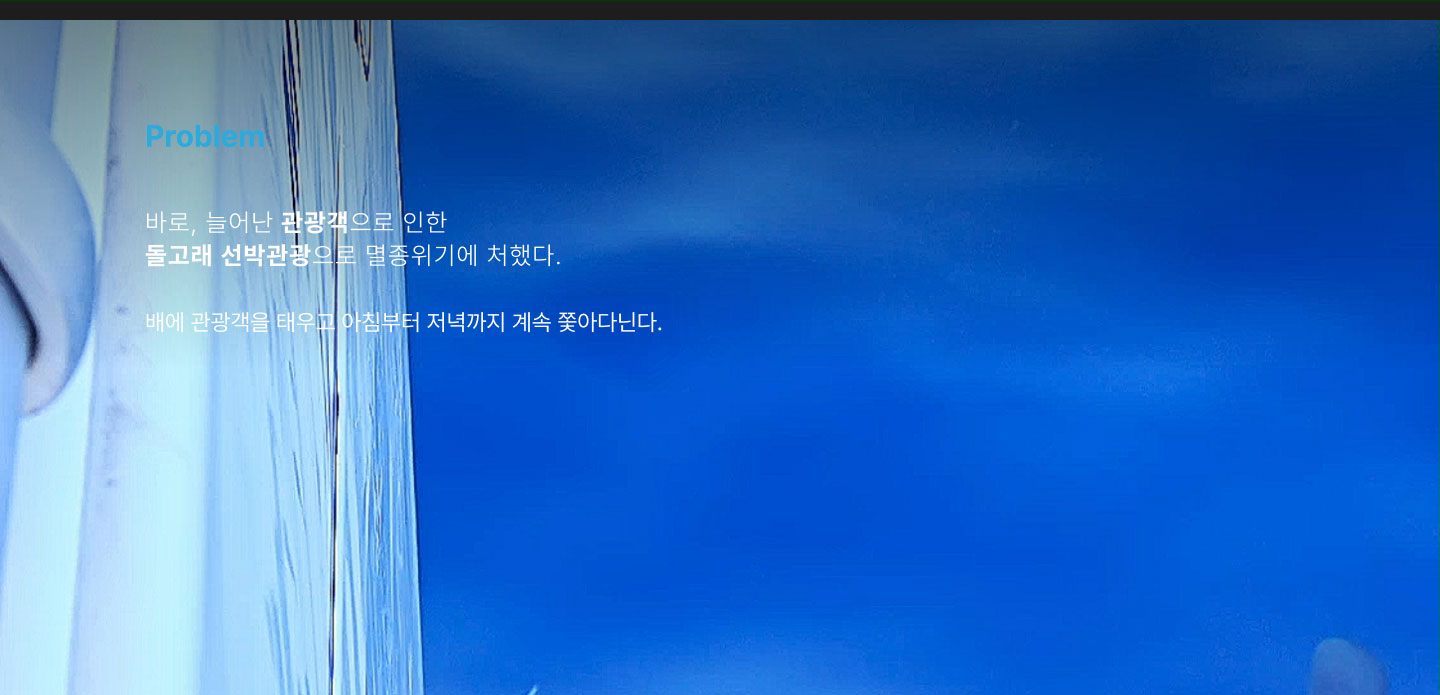 Problem
바로, 늘어난 관광객으로 인한
돌고래 선박관광으로 멸종위기에 처했다.
배에 관광객을 태우고 아침부터 저녁까지 계속 쫓아다닌다.